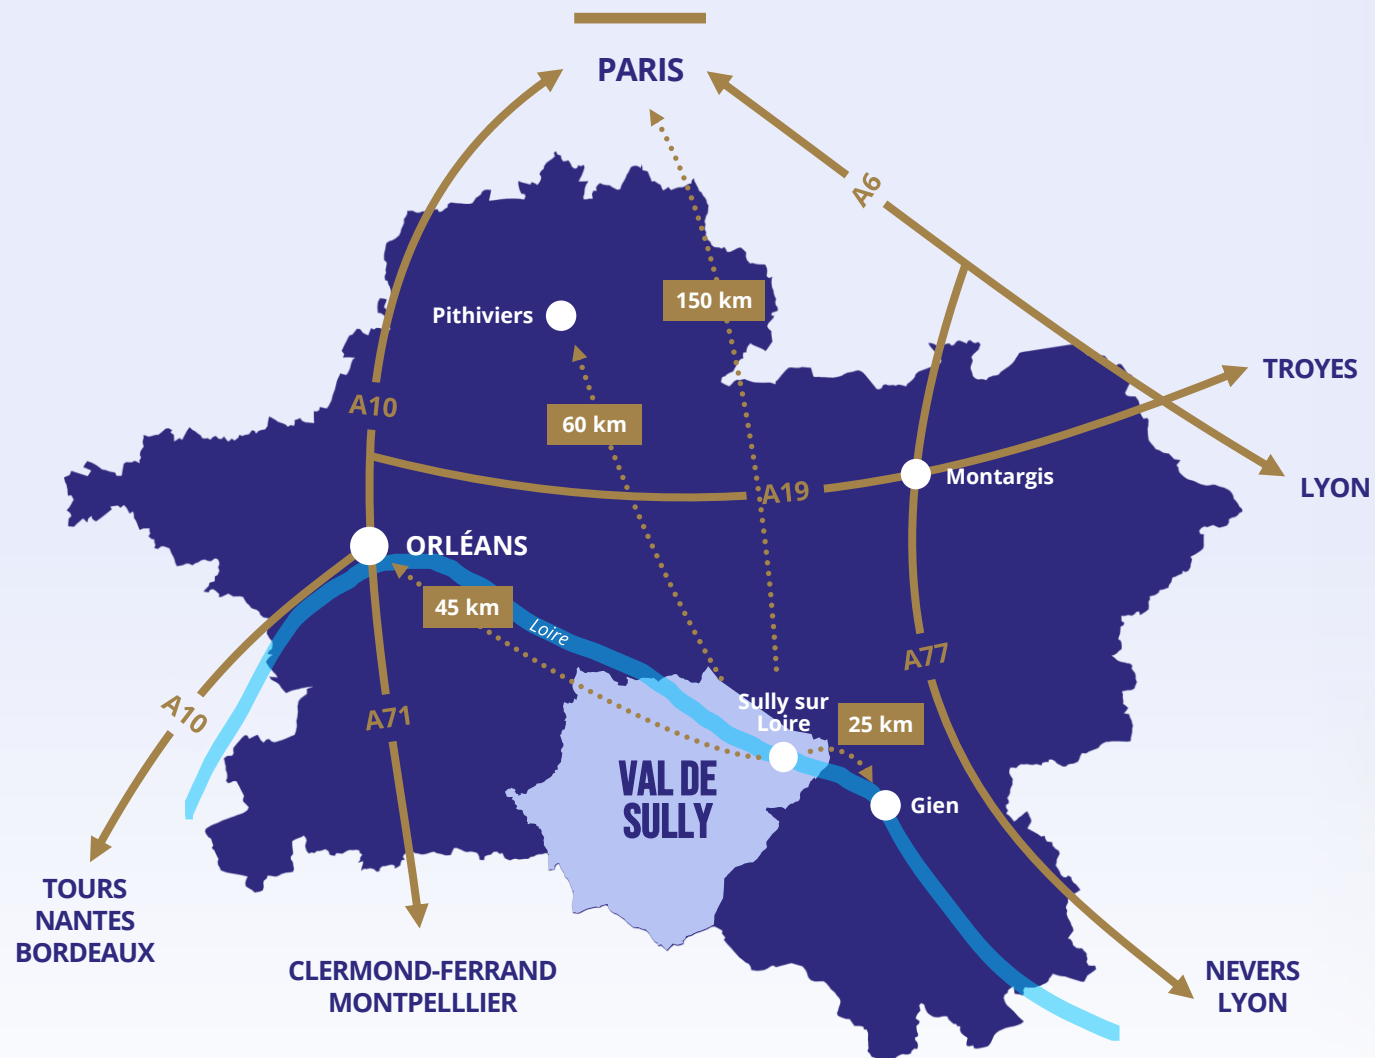 PARIS
A6
150 km
Pithiviers
TROYES
A10
60 km
Montargis
LYON
A19
ORLÉANS
45 km
Loire
A77
Sully sur
Loire
25 km
A10
A71
VAL DE
SULLY
Gien
TOURS
NANTES
BORDEAUX
CLERMOND-FERRAND
MONTPELLLIER
NEVERS
LYON